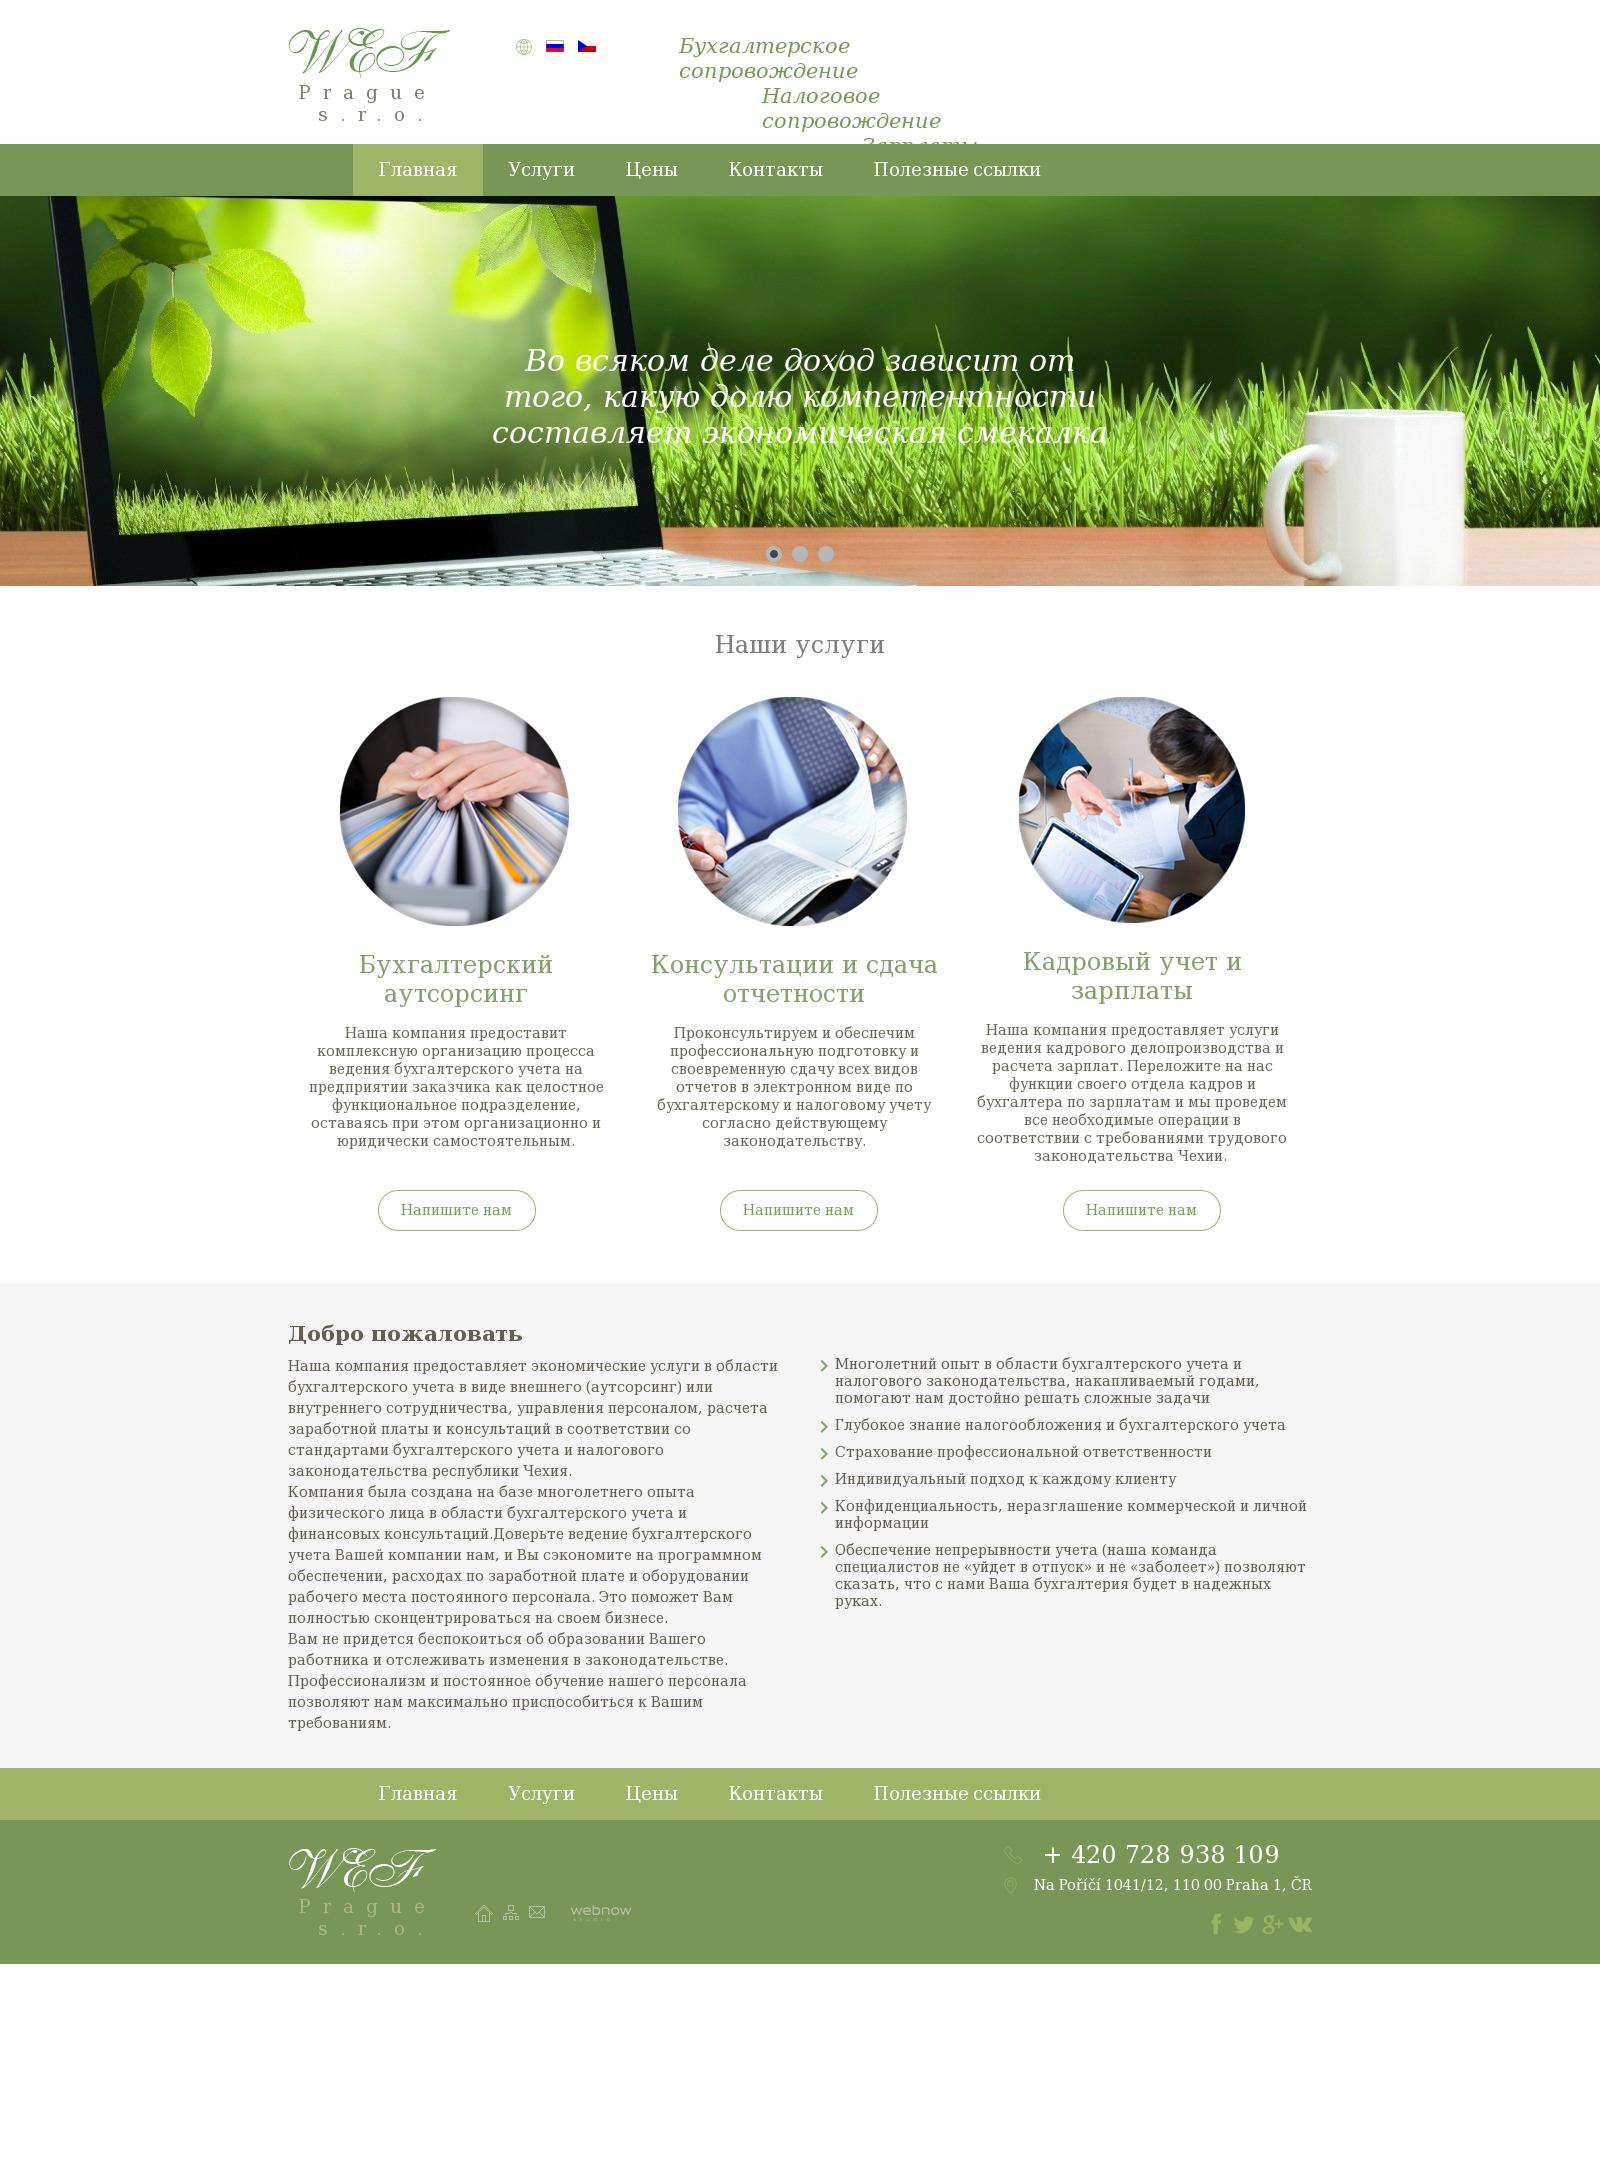 WEF
Prague
s.r.o.
Бухгалтерское
сопровождение
Налоговое
сопровождение
Главная Услуги Цены Контакты Полезные ссылки
Во всяком деле доход зависит от
того, какую долю компетентности
составляет экономическая смекалка
Наши услуги
Бухгалтерский
аутсорсинг
Наша компания предоставит
комплексную организацию процесса
ведения бухгалтерского учета на
предприятии заказчика как целостное
функциональное подразделение,
оставаясь при этом организационно и
юридически самостоятельным.
Напишите нам
Консультации и сдача
отчетности
Проконсультируем и обеспечим
профессиональную подготовку и
своевременную сдачу всех видов
отчетов в электронном виде по
бухгалтерскому и налоговому учету
согласно действующему
законодательству.
Напишите нам
Кадровый учет и
зарплаты
Наша компания предоставляет услуги
ведения кадрового делопроизводства и
расчета зарплат. Переложите на нас
функции своего отдела кадров и
бухгалтера по зарплатам и мы проведем
все необходимые операции в
соответствии с требованиями трудового
законодательства Чехии.
Напишите нам
Добро пожаловать
Наша компания предоставляет экономические услуги в области
бухгалтерского учета в виде внешнего (аутсорсинг) или
внутреннего сотрудничества, управления персоналом, расчета
заработной платы и консультаций в соответствии со
стандартами бухгалтерского учета и налогового
законодательства республики Чехия.
Компания была создана на базе многолетнего опыта
физического лица в области бухгалтерского учета и
финансовых консультаций.Доверьте ведение бухгалтерского
учета Вашей компании нам, и Вы сэкономите на программном
обеспечении, расходах по заработной плате и оборудовании
рабочего места постоянного персонала. Это поможет Вам
полностью сконцентрироваться на своем бизнесе.
Вам не придется беспокоиться об образовании Вашего
работника и отслеживать изменения в законодательстве.
Профессионализм и постоянное обучение нашего персонала
позволяют нам максимально приспособиться к Вашим
требованиям.
Многолетний опыт в области бухгалтерского учета и
налогового законодательства, накапливаемый годами,
помогают нам достойно решать сложные задачи
Глубокое знание налогообложения и бухгалтерского учета
Страхование профессиональной ответственности
Индивидуальный подход к каждому клиенту
Конфиденциальность, неразглашение коммерческой и личной
информации
Обеспечение непрерывности учета (наша команда
специалистов не «уйдет в отпуск» и не «заболеет») позволяют
сказать, что с нами Ваша бухгалтерия будет в надежных
руках.
Главная Услуги Цены Контакты Полезные ссылки
WEF
Prague
s.r.o.
webnow
+ 420 728 938 109
Na Poříčí 1041/12, 110 00 Praha 1, ČR